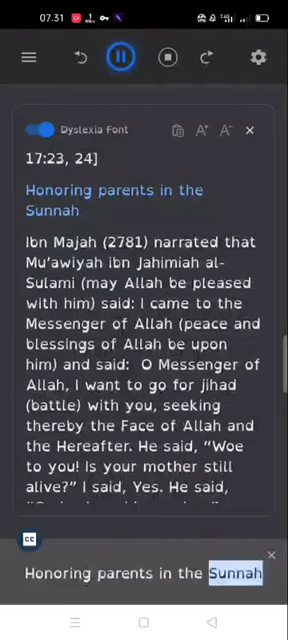 07.31
Dyslexia Font
17:23, 24]
Honoring parents in the
Sunnah
Ibn Majah (2781) narrated that
Mu'awiyah ibn Jahimiah al-
Sulami (may Allah be pleased
with him) said: I came to the
Messenger of Allah (peace and
blessings of Allah be upon
him) and said: O Messenger of
Allah, I want to go for jihad
(battle) with you, seeking
thereby the Face of Allah and
the Hereafter. He said, “Woe
to you! Is your mother still
alive?” I said, Yes. He said,
CC
Honoring parents in the Sunnah